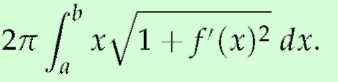 2π ∫_a^b x√(1 + f′(x)²) dx.